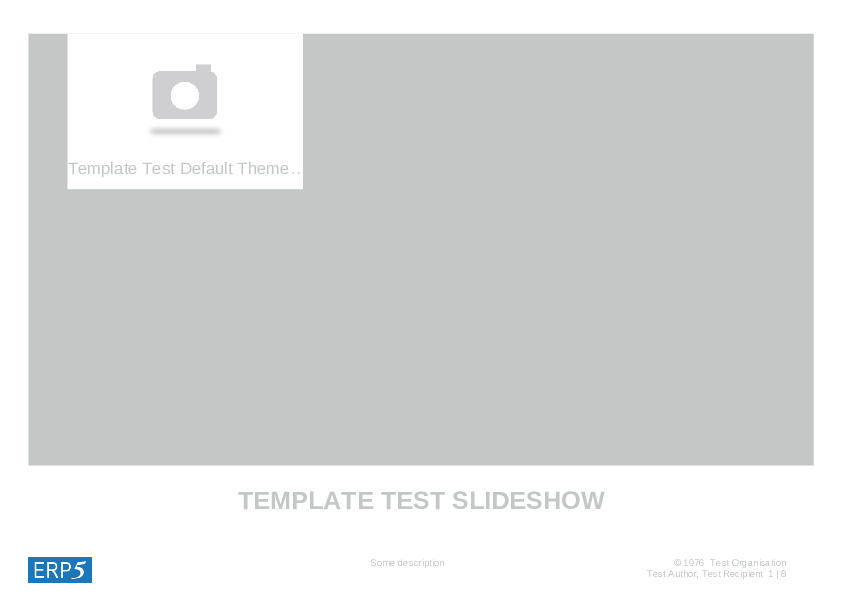 Template Test Default Theme..
TEMPLATE TEST SLIDESHOW
ERP5
Some description
© 1976 Test Organisation
Test Author, Test Recipient 1 | 8